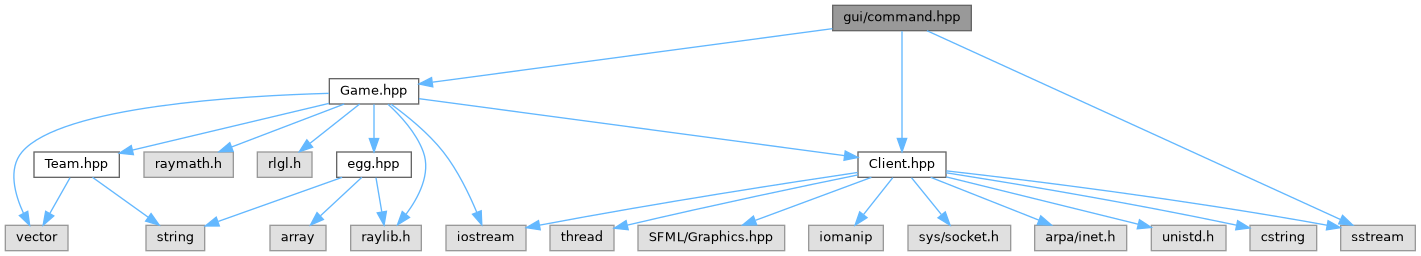 gui/command.hpp
Game.hpp
Team.hpp
raymath.h
rlgl.h
egg.hpp
Client.hpp
vector
string
array
raylib.h
iostream
thread
SFML/Graphics.hpp
iomanip
sys/socket.h
arpa/inet.h
unistd.h
cstring
sstream